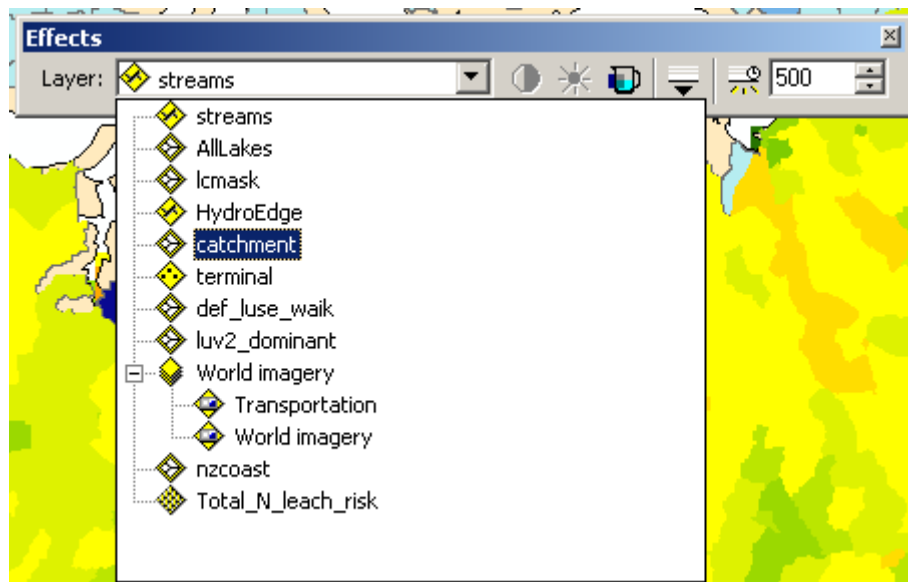 Effects
Layer: streams 500
streams
AllLakes
lcmask
HydroEdge
catchment
terminal
def_luse_waik
luv2_dominant
World imagery
Transportation
World imagery
nzcoast
Total_N_leach_risk